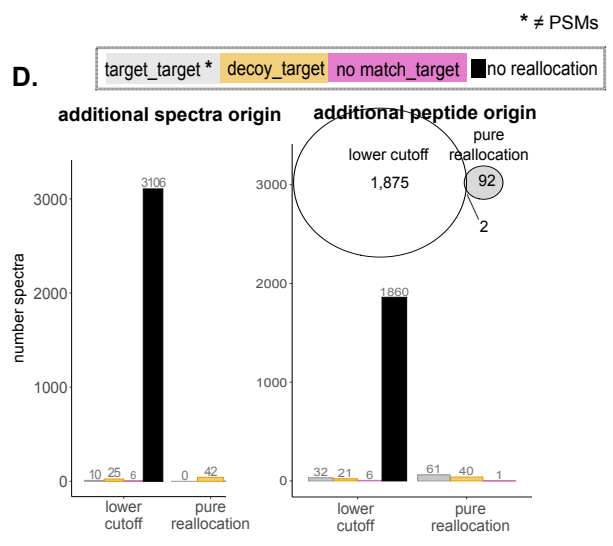 * ≠ PSMs
target_target * decoy_target no match_target no reallocation
D.
additional spectra origin
additional peptide origin
number spectra
3000
2000
1000
0
3106
10 25 6
0 42
lower
cutoff
pure
reallocation
lower cutoff
1,875
pure
reallocation
92
2
3000
2000
1000
0
1860
32 21 6
61 40 1
lower
cutoff
pure
reallocation